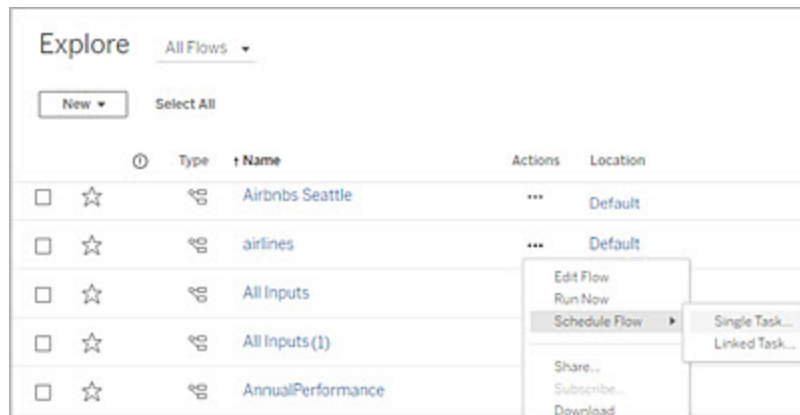 Explore All Flows
New Select All
Type ↑ Name Actions Location
Airbnbs Seattle ... Default
airlines ... Default
All Inputs
All Inputs (1)
AnnualPerformance
Edit Flow
Run Now
Schedule Flow
Single Task...
Linked Task...
Share...
Subscribe...
Download